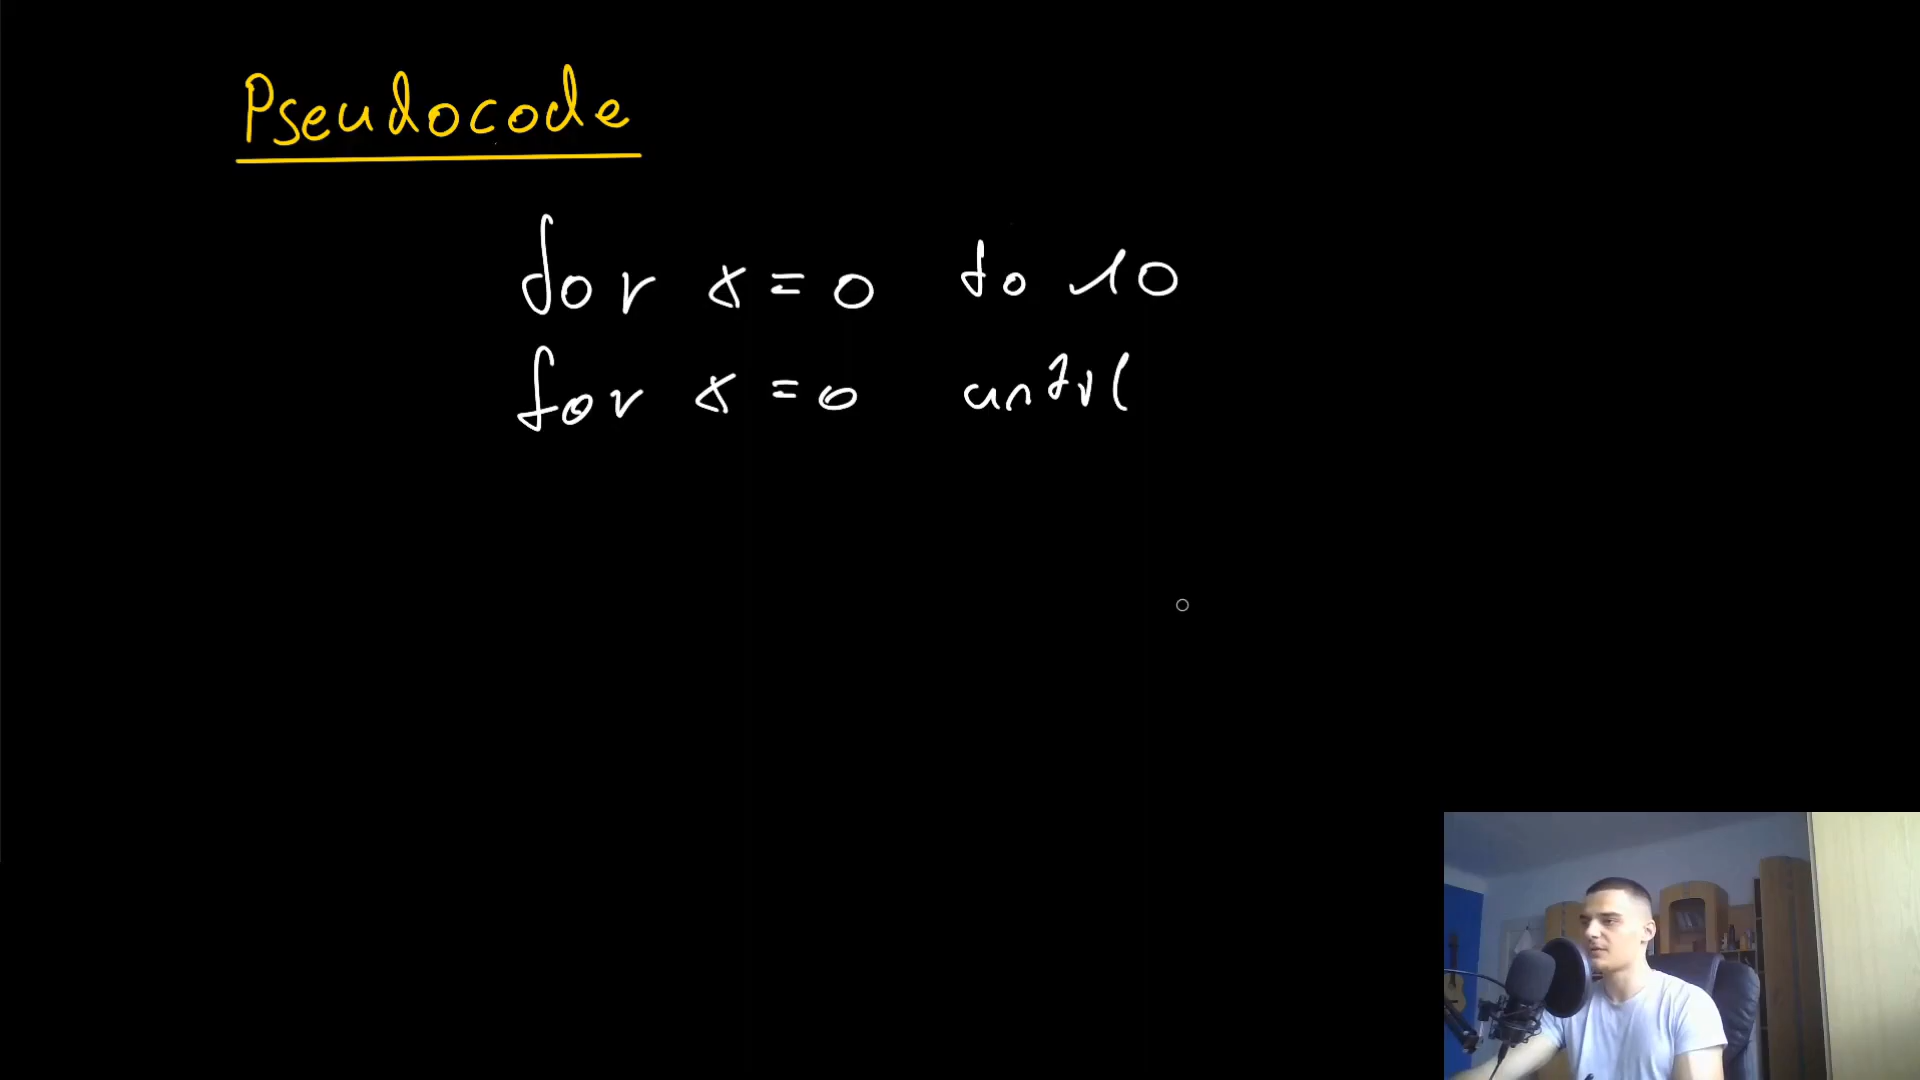 Pseudocode
for x = 0 to 10
for x = 0 until